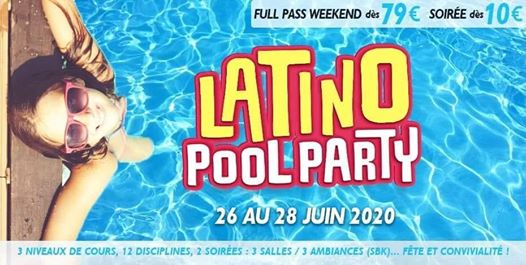 FULL PASS WEEKEND dès 79€ SOIRÉE dès 10€
LATINO
POOL PARTY
26 AU 28 JUIN 2020
3 NIVEAUX DE COURS, 12 DISCIPLINES, 2 SOIRÉES : 3 SALLES / 3 AMBIANCES (SBK)... FÊTE ET CONVIVIALITÉ !